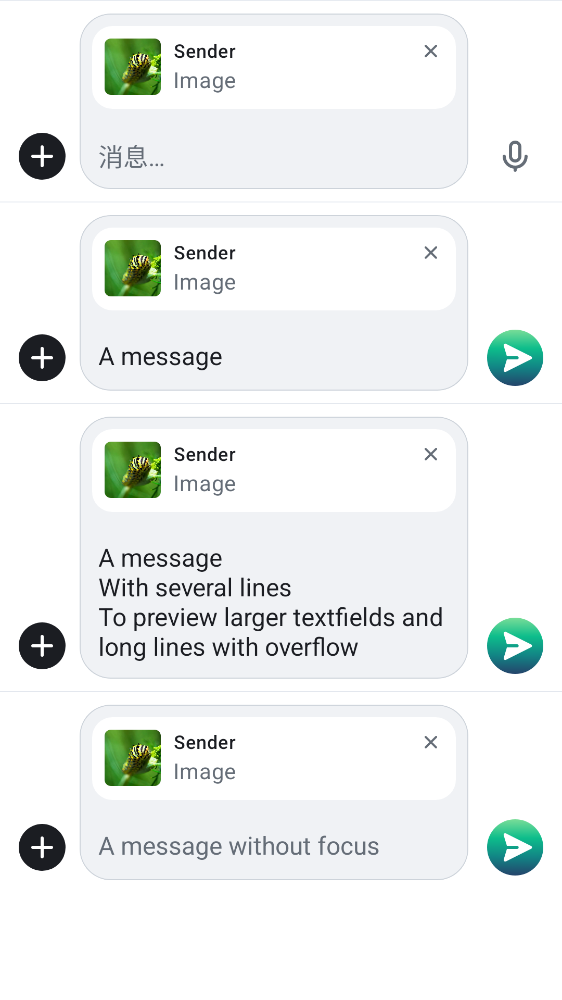 Sender
Image
消息…
Sender
Image
A message
Sender
Image
A message
With several lines
To preview larger textfields and
long lines with overflow
Sender
Image
A message without focus